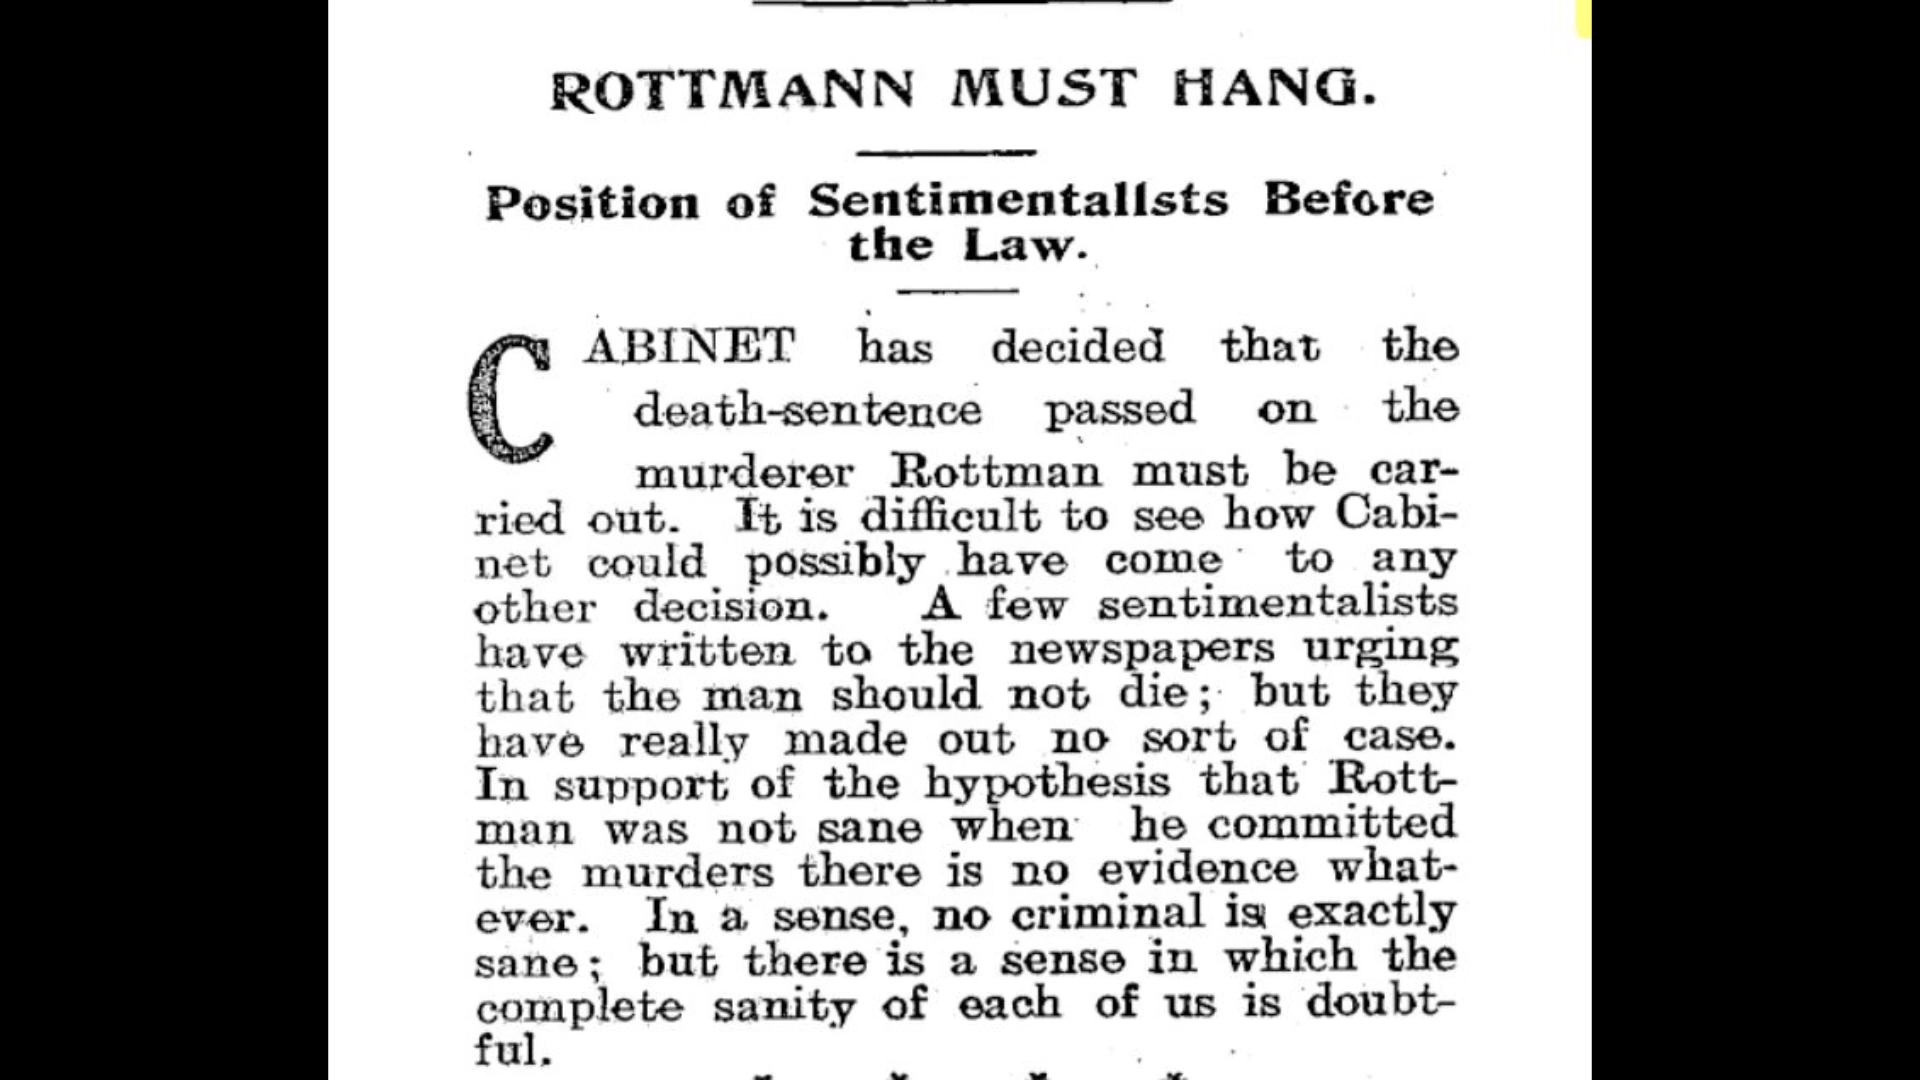 ROTTMANN MUST HANG.
Position of Sentimentalists Before
the Law.
CABINET has decided that the
death-sentence passed on the
murderer Rottman must be car-
ried out. It is difficult to see how Cabi-
net could possibly have come to any
other decision. A few sentimentalists
have written to the newspapers urging
that the man should not die; but they
have really made out no sort of case.
In support of the hypothesis that Rott-
man was not sane when he committed
the murders there is no evidence what-
ever. In a sense, no criminal is exactly
sane; but there is a sense in which the
complete sanity of each of us is doubt-
ful.